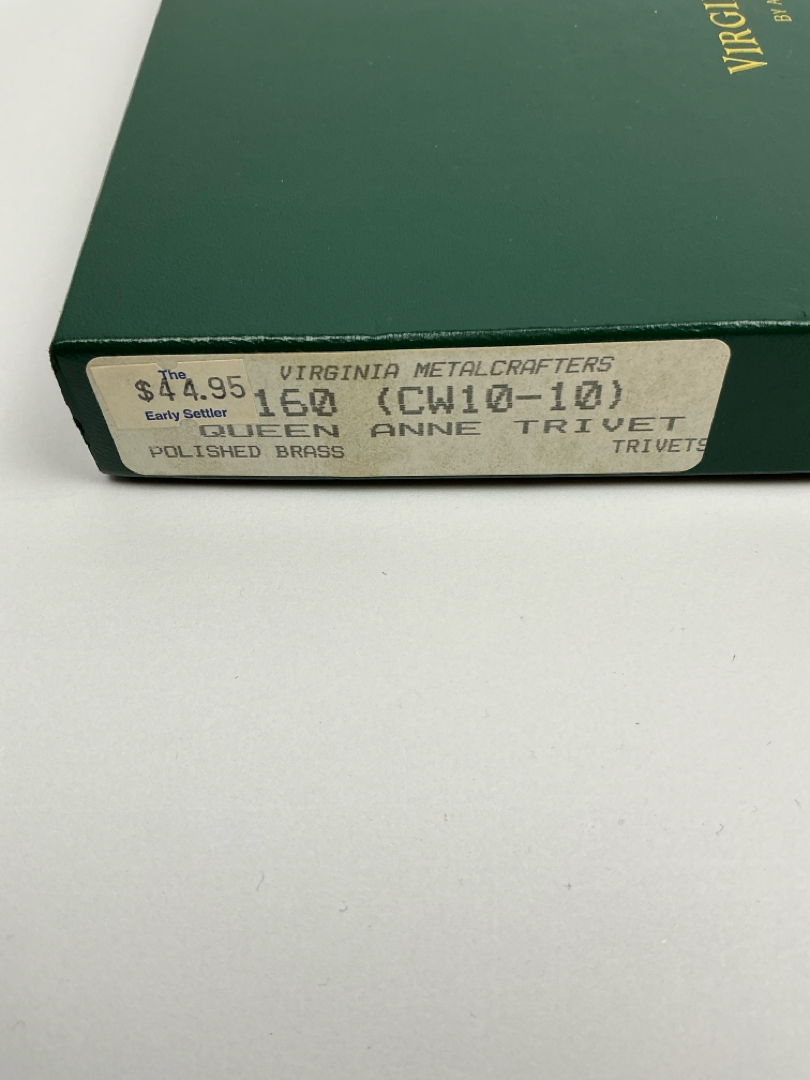 VIRGI
BY A
The
$44.95
Early Settler
VIRGINIA METALCRAFTERS
160 (CW10-10)
QUEEN ANNE TRIVET
POLISHED BRASS TRIVETS